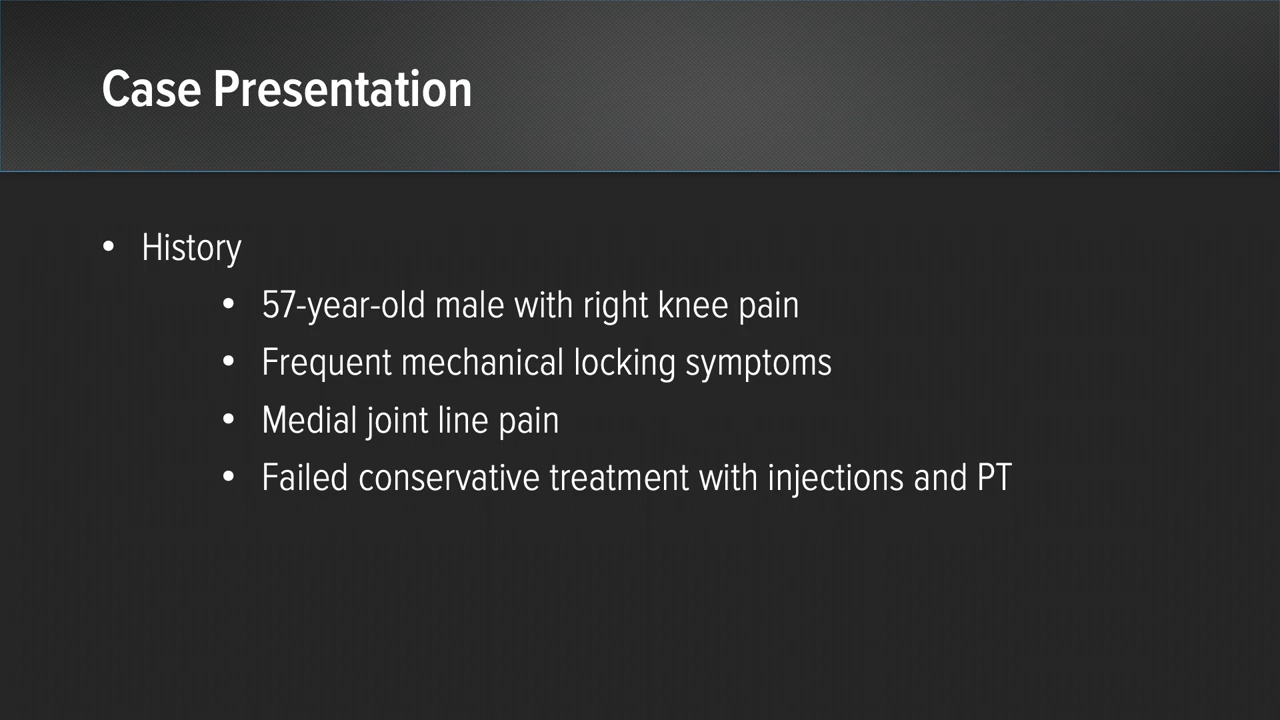 Case Presentation
• History
• 57-year-old male with right knee pain
• Frequent mechanical locking symptoms
• Medial joint line pain
• Failed conservative treatment with injections and PT